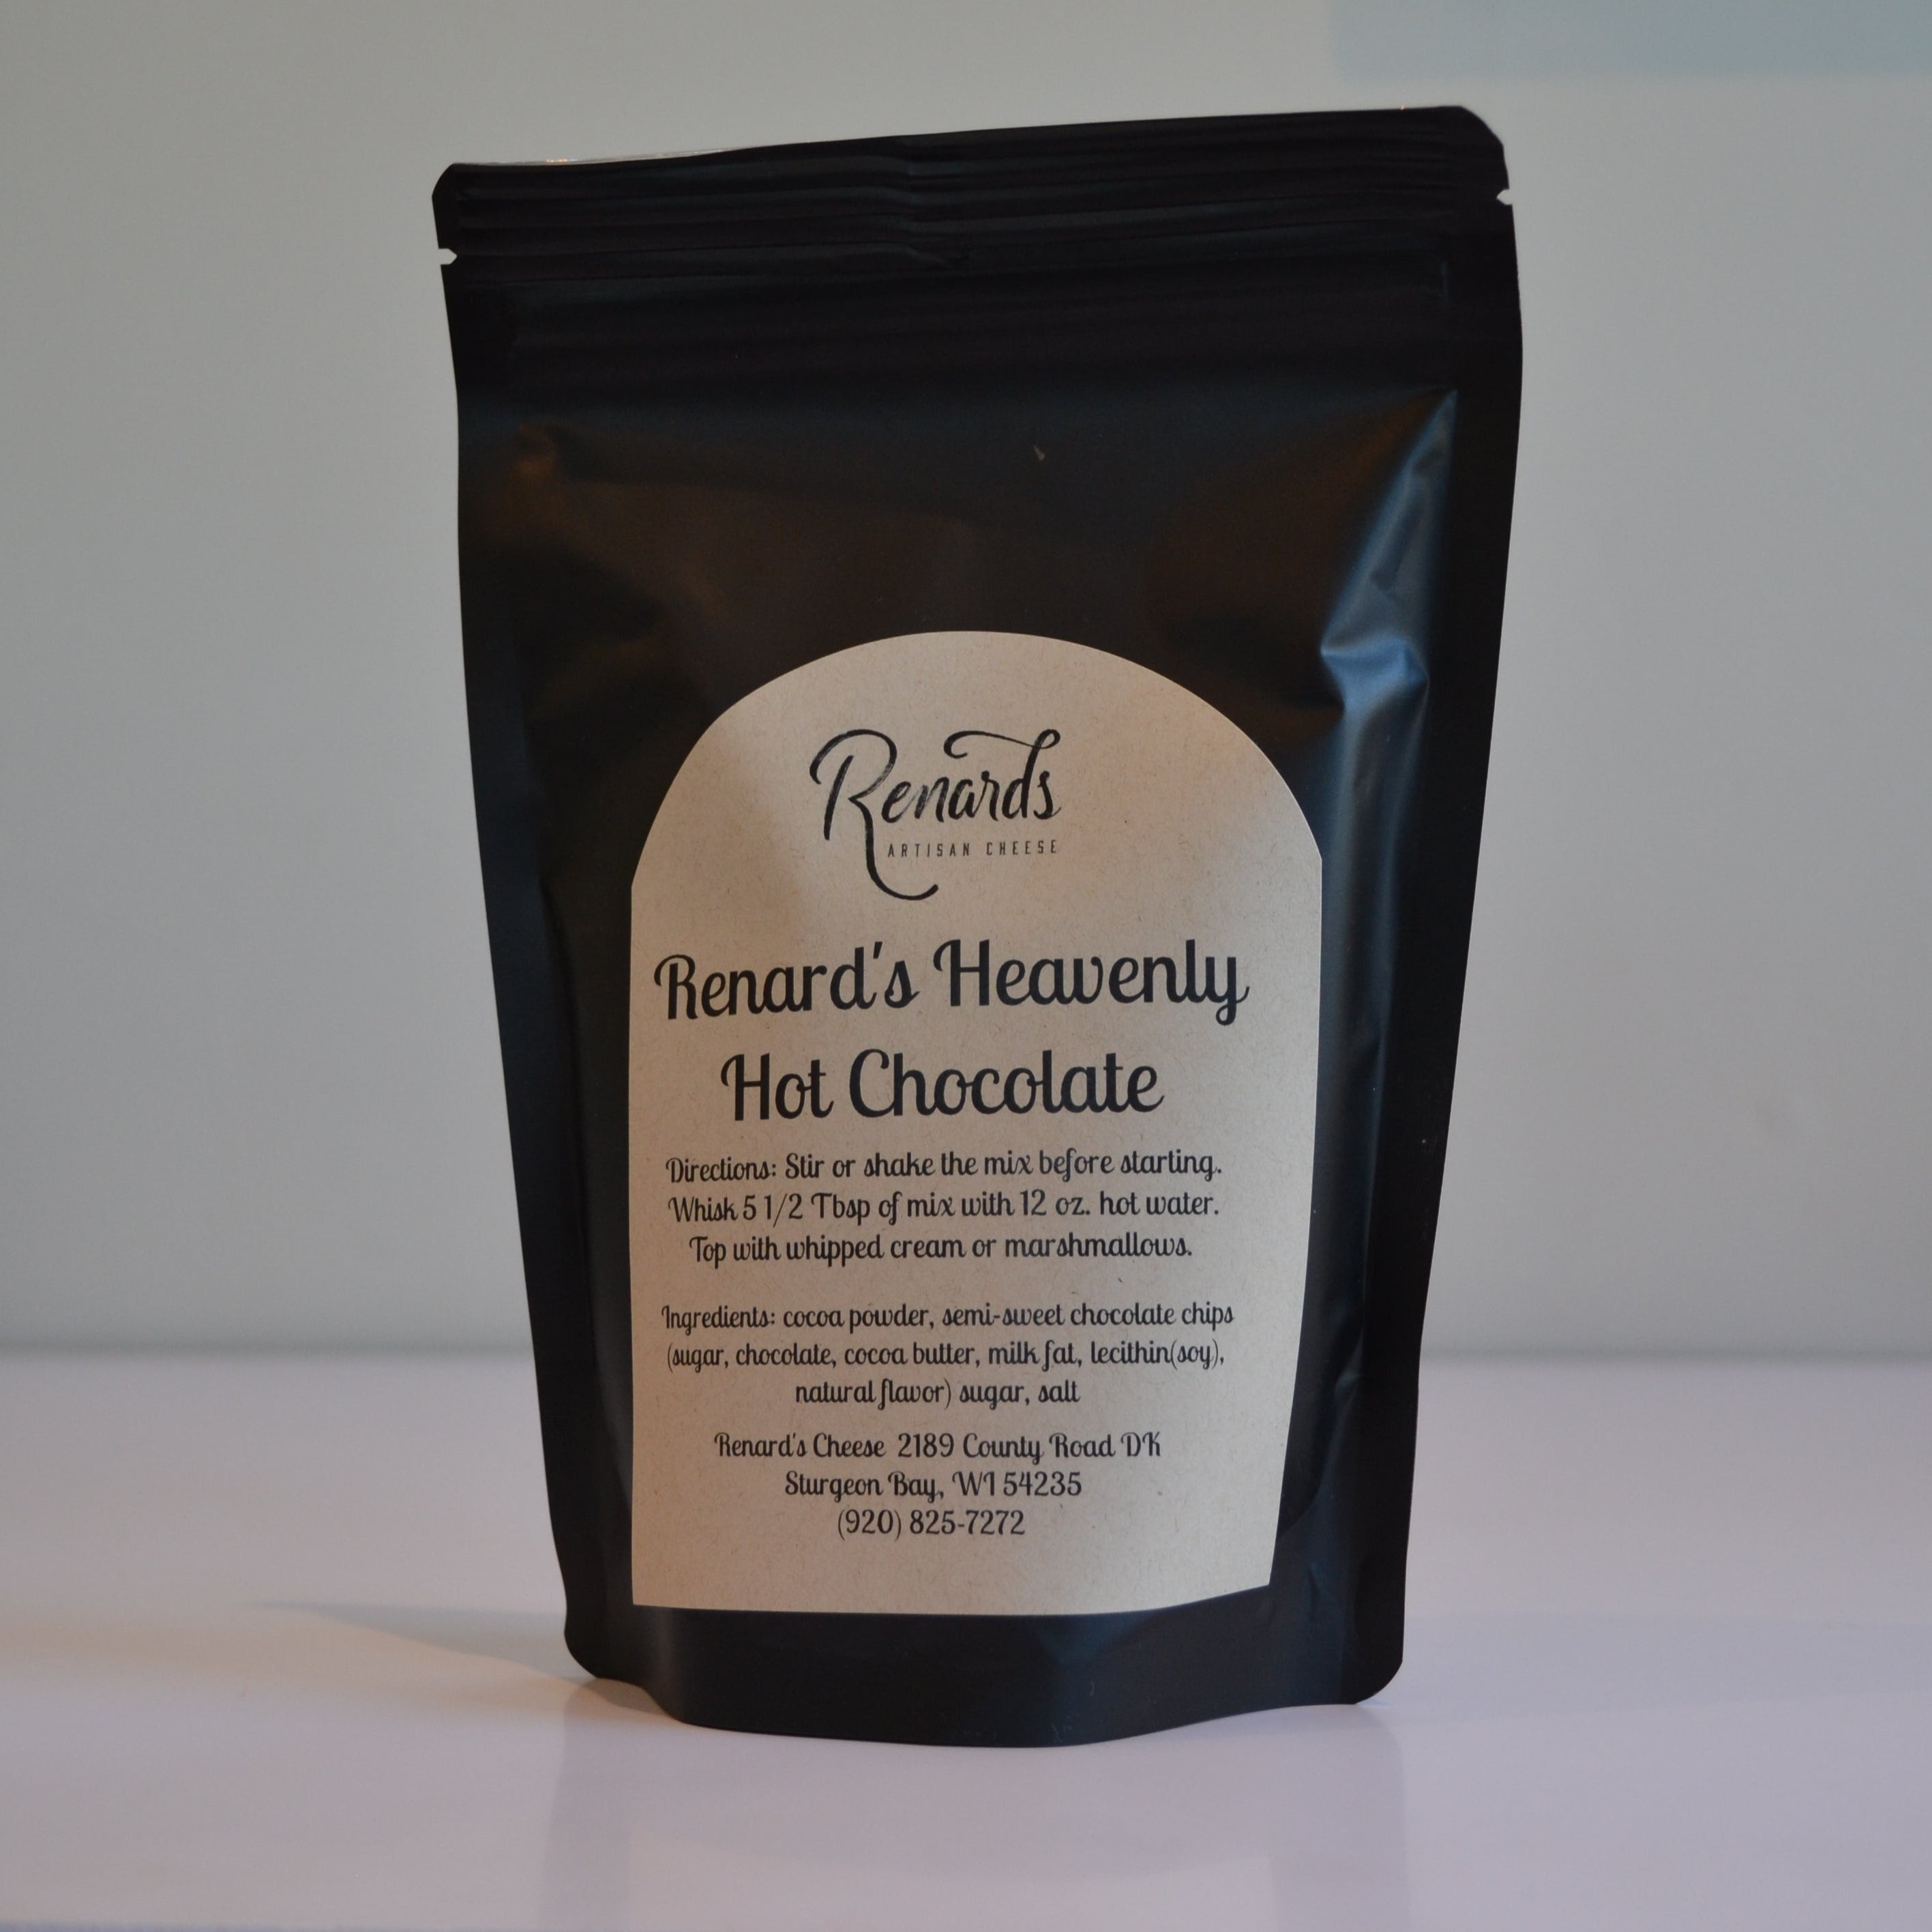 Renards
ARTISAN CHEESE
Renard's Heavenly
Hot Chocolate
Directions: Stir or shake the mix before starting.
Whisk 5 1/2 Tbsp of mix with 12 oz. hot water.
Top with whipped cream or marshmallows.
Ingredients: cocoa powder, semi-sweet chocolate chips
(sugar, chocolate, cocoa butter, milk fat, lecithin(soy),
natural flavor) sugar, salt
Renard's Cheese 2189 County Road DK
Sturgeon Bay, WI 54235
(920) 825-7272